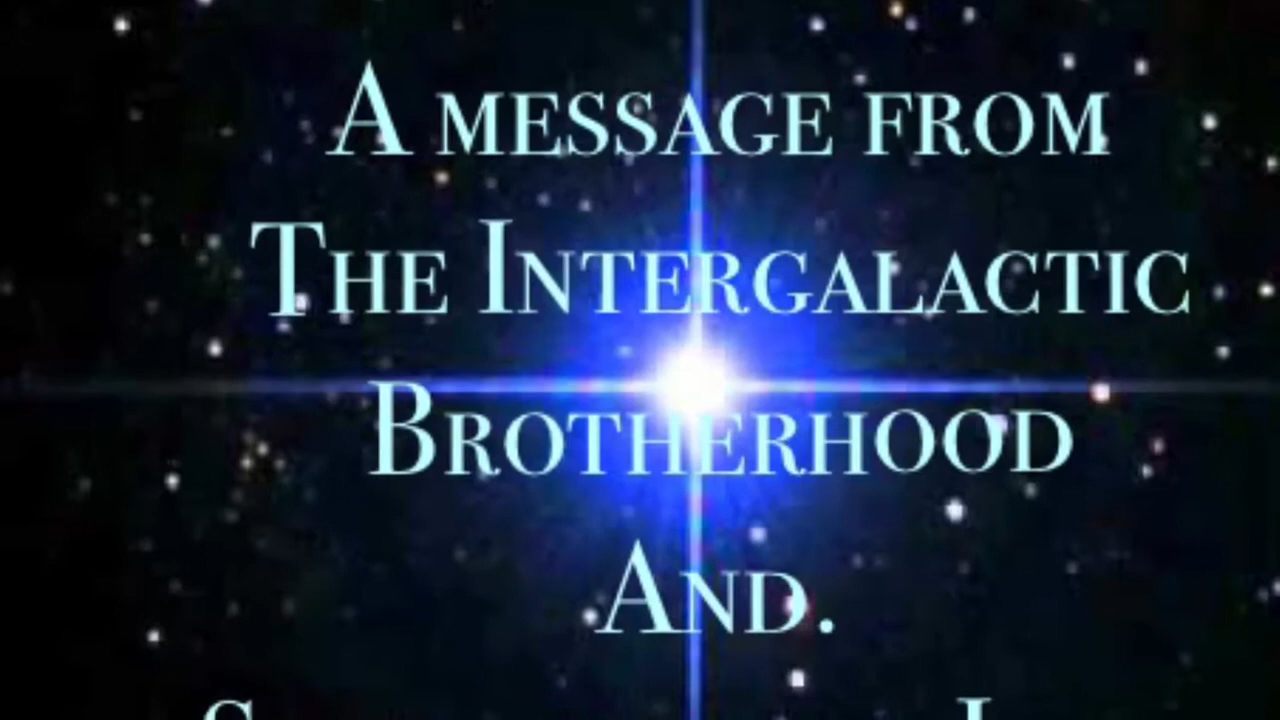 A message from
The Intergalactic
Brotherhood
And.